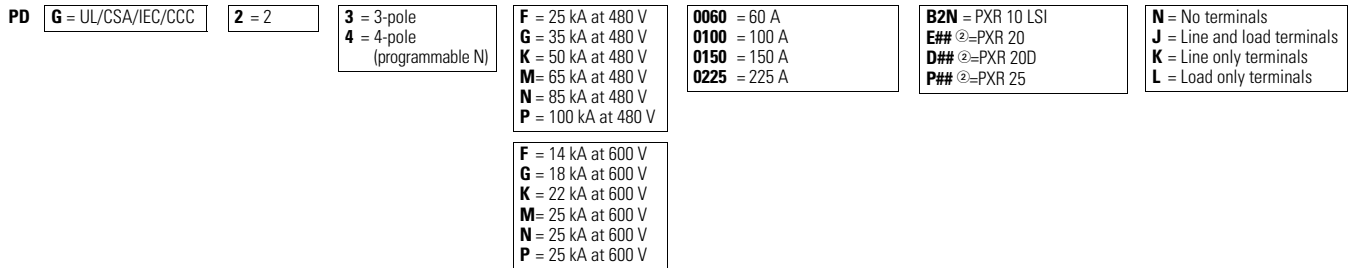 PD
G = UL/CSA/IEC/CCC
2 = 2
3 = 3-pole
4 = 4-pole
(programmable N)
F = 25 kA at 480 V
G = 35 kA at 480 V
K = 50 kA at 480 V
M= 65 kA at 480 V
N = 85 kA at 480 V
P = 100 kA at 480 V
F = 14 kA at 600 V
G = 18 kA at 600 V
K = 22 kA at 600 V
M= 25 kA at 600 V
N = 25 kA at 600 V
P = 25 kA at 600 V
0060 = 60 A
0100 = 100 A
0150 = 150 A
0225 = 225 A
B2N = PXR 10 LSI
E## ②=PXR 20
D## ②=PXR 20D
P## ②=PXR 25
N = No terminals
J = Line and load terminals
K = Line only terminals
L = Load only terminals